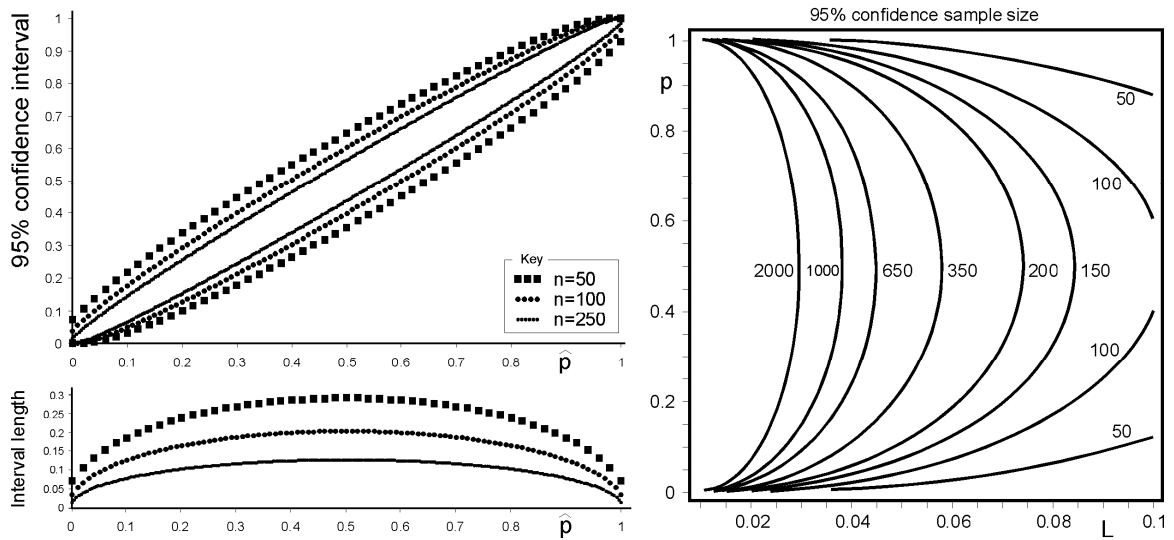 95% confidence interval
1
0.9
0.8
0.7
0.6
0.5
0.4
0.3
0.2
0.1
0
0 0.1 0.2 0.3 0.4 0.5 0.6 0.7 0.8 1
p̂
Key
n=50
n=100
n=250
Interval length
0.3
0.25
0.2
0.15
0.1
0.05
0
0 0.1 0.2 0.3 0.4 0.5 0.6 0.7 0.8 1
p̂
95% confidence sample size
1
p
0.8
0.6
0.4
0.2
0
50
100
2000 1000 650 350 200 150
100
50
0.02 0.04 0.06 0.08 0.1
L